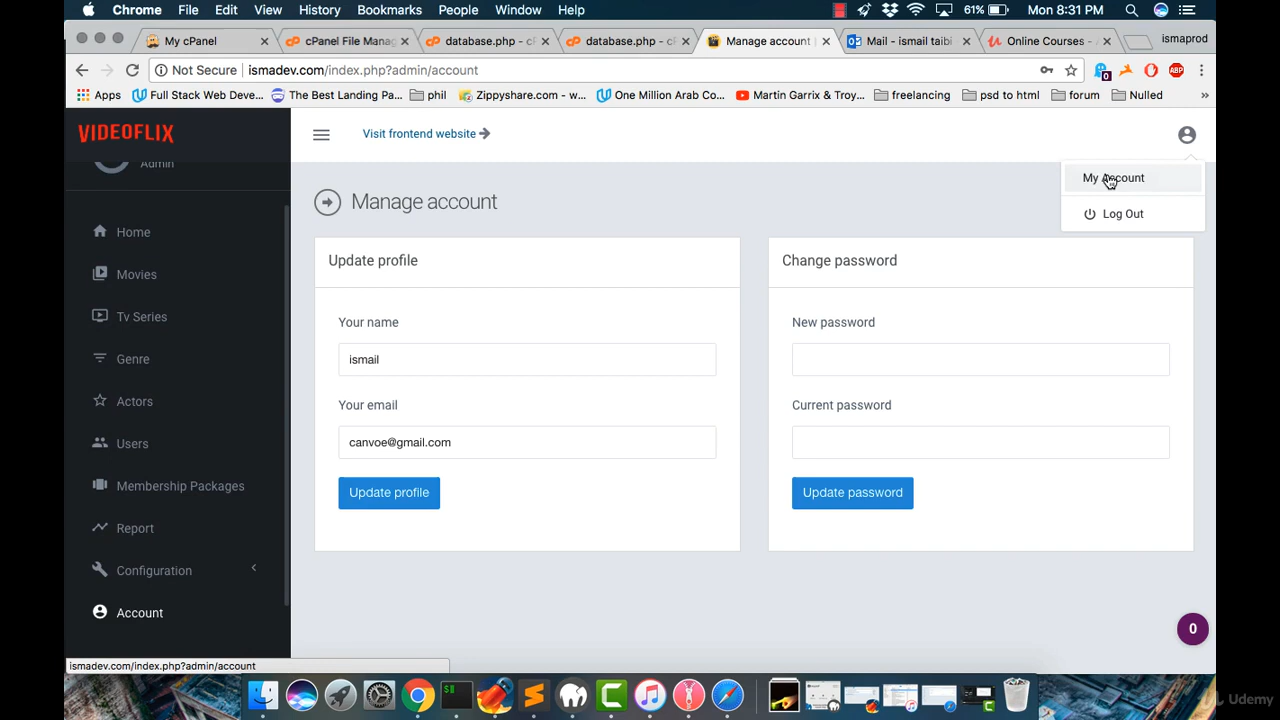 Chrome File Edit View History Bookmarks People Window Help 61% Mon 8:31 PM
My cPanel cPanel File Manag database.php - cP database.php - cP Manage account | Mail - ismail taibi Online Courses - A ismaprod
Not Secure ismadev.com/index.php?admin/account 0 ABP
Apps Full Stack Web Deve... The Best Landing Pa... phil Zippyshare.com - w... One Million Arab Co... Martin Garrix & Troy... freelancing psd to html forum Nulled »
VIDEOFLIX
Visit frontend website
Admin
My Account
Log Out
Manage account
Home
Movies
Tv Series
Genre
Actors
Users
Membership Packages
Report
Configuration
Account
Update profile
Your name
ismail
Your email
canvoe@gmail.com
Update profile
Change password
New password
Current password
Update password
0
ismadev.com/index.php?admin/account
Udemy